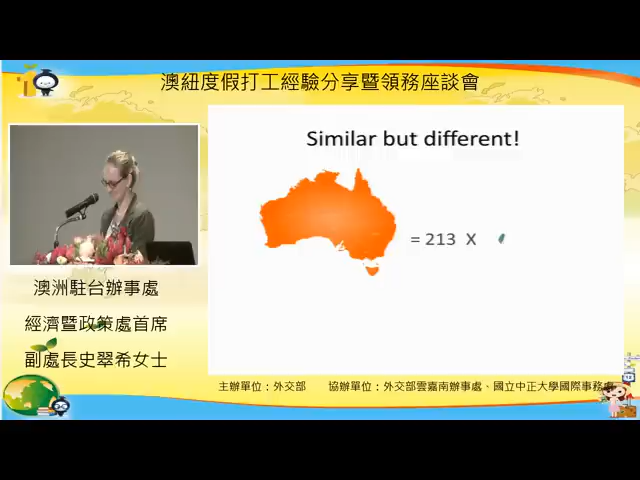 澳紐度假打工經驗分享暨領務座談會
Similar but different!
= 213 X
澳洲駐台辦事處
經濟暨政策處首席
副處長史翠希女士
主辦單位：外交部 協辦單位：外交部雲嘉南辦事處、國立中正大學國際事務處